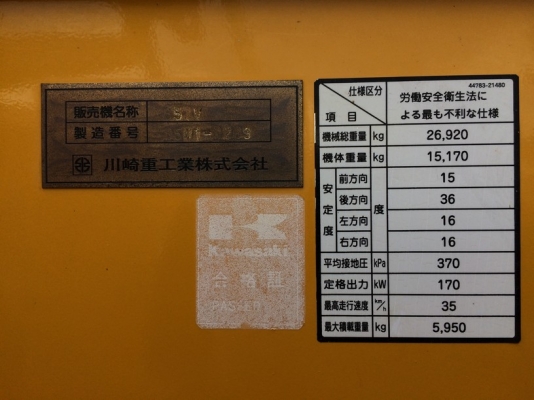 販売機名称
製造番号
川崎重工業株式会社
Kawasaki
合格証
PASSED
44783-21480
仕様区分
項目
労働安全衛生法に
よる最も不利な仕様
機械総重量 kg 26,920
機体重量 kg 15,170
安定度 前方向 度 15
後方向 36
左方向 16
右方向 16
平均接地圧 kPa 370
定格出力 kW 170
最高走行速度 km/h 35
最大積載重量 kg 5,950